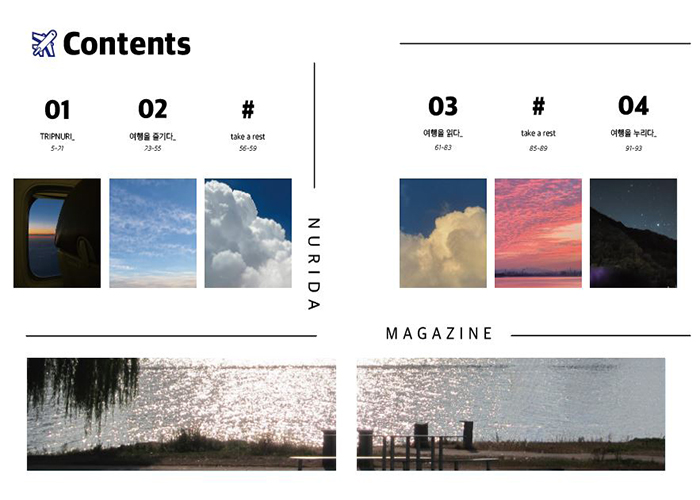 Contents
01
TRIPNURI_
5-21
02
여행을 즐기다_
23-55
#
take a rest
56-59
03
여행을 읽다_
61-83
#
take a rest
85-89
04
여행을 누리다_
91-93
NURIDA
MAGAZINE